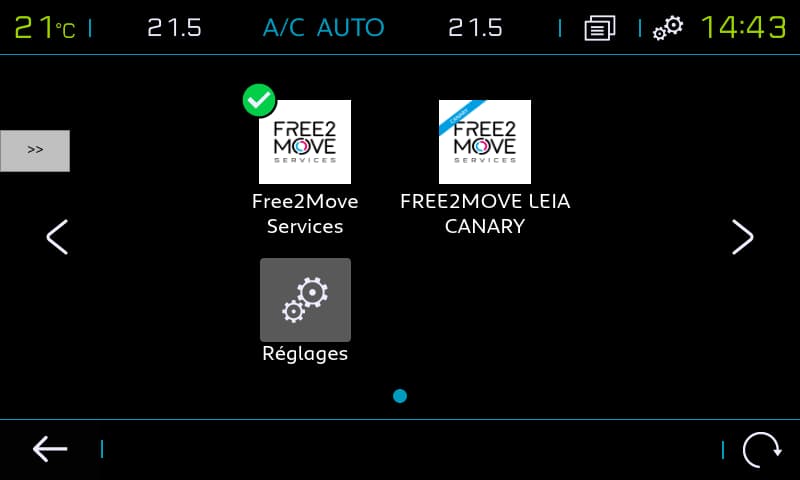 21°C | 21.5 A/C AUTO 21.5 | | 14:43
CANARY
FREE2 FREE2
MOVE MOVE
SERVICES SERVICES
>>
Free2Move FREE2MOVE LEIA
Services CANARY
Réglages